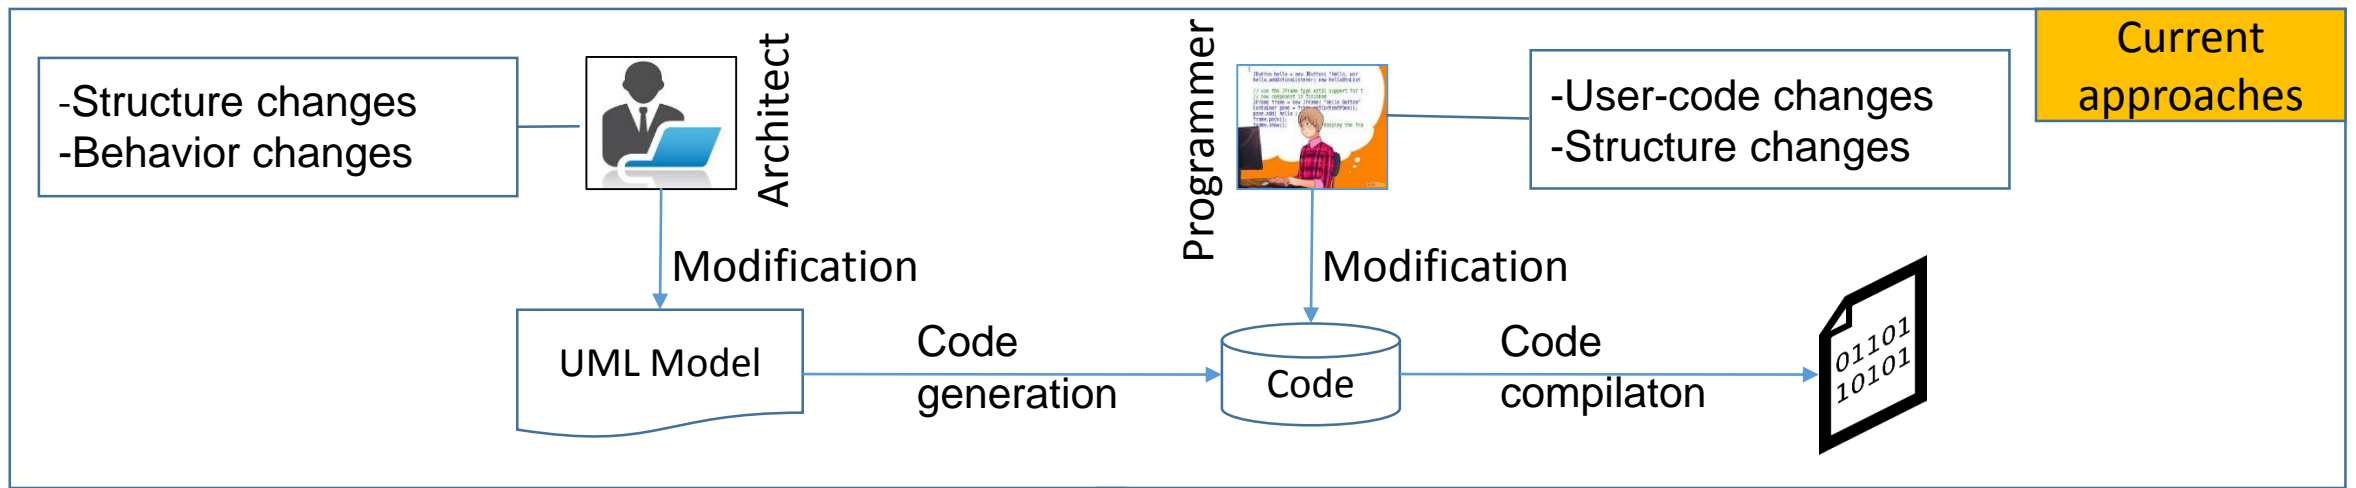 Current
approaches
-Structure changes
-Behavior changes
Architect
Programmer
-User-code changes
-Structure changes
Modification
Modification
UML Model
Code
generation
Code
Code
compilaton
01101
10101